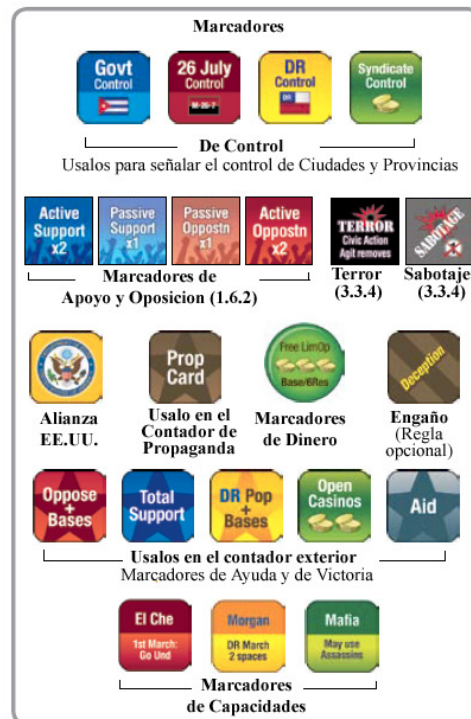 Marcadores
Govt Control
26 July Control
M-26-7
DR Control
DR
Syndicate Control
De Control
Usalos para señalar el control de Ciudades y Provincias
Active Support x2
Passive Support x1
Passive Oppostn x1
Active Oppostn x2
TERROR
Civic Action
Agit removes
SABOTAGE
Marcadores de
Apoyo y Oposicion (1.6.2)
Terror
(3.3.4)
Sabotaje
(3.3.4)
Prop
Card
Free LimOp
Base/6Res
Deception
Alianza
EE.UU.
Usalo en el
Contador de
Propaganda
Marcadores
de Dinero
Engaño
(Regla
opcional)
Oppose
+
Bases
Total
Support
DR Pop
+
Bases
Open
Casinos
Aid
Usalos en el contador exterior
Marcadores de Ayuda y de Victoria
El Che
1st March:
Go Und
Morgan
DR March
2 spaces
Mafia
May use
Assassins
Marcadores
de Capacidades